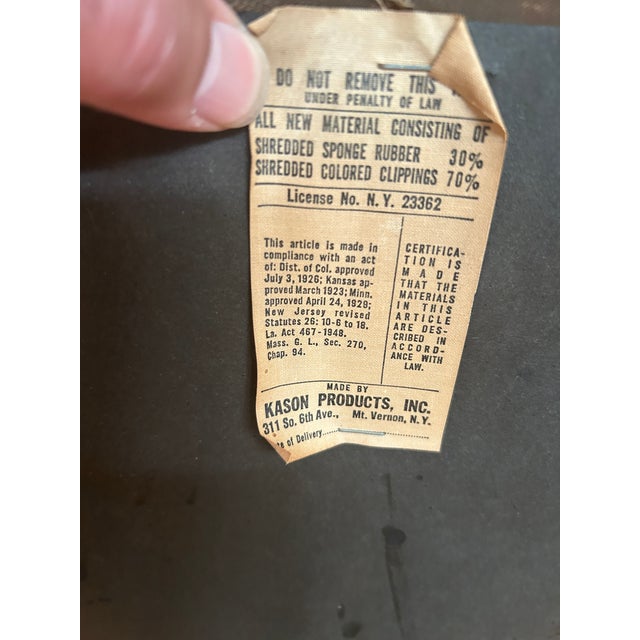 DO NOT REMOVE THIS
UNDER PENALTY OF LAW
ALL NEW MATERIAL CONSISTING OF
SHREDDED SPONGE RUBBER 30%
SHREDDED COLORED CLIPPINGS 70%
License No. N.Y. 23362
This article is made in
compliance with an act
of: Dist. of Col. approved
July 3, 1926; Kansas ap-
proved March 1923; Minn.
approved April 24, 1929;
New Jersey revised
Statutes 26: 10-6 to 18.
La. Act 467-1948.
Mass. G. L., Sec. 270,
Chap. 94.
CERTIFICA-
TION IS
MADE
THAT THE
MATERIALS
IN THIS
ARTICLE
ARE DES-
CRIBED IN
ACCORD-
ANCE WITH
LAW.
MADE BY
KASON PRODUCTS, INC.
311 So. 6th Ave., Mt. Vernon, N.Y.
of Delivery